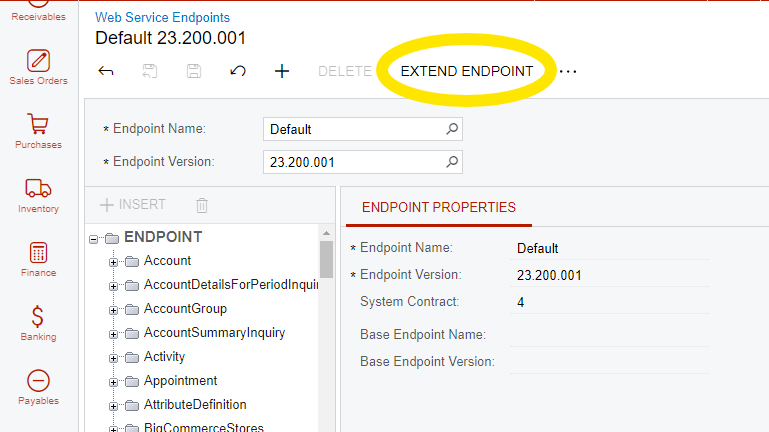 Receivables
Sales Orders
Purchases
Inventory
Finance
Banking
Payables
Web Service Endpoints
Default 23.200.001
DELETE EXTEND ENDPOINT ...
* Endpoint Name: Default
* Endpoint Version: 23.200.001
INSERT
ENDPOINT
Account
AccountDetailsForPeriodInqui
AccountGroup
AccountSummaryInquiry
Activity
Appointment
AttributeDefinition
BigCommerceStores
ENDPOINT PROPERTIES
* Endpoint Name: Default
* Endpoint Version: 23.200.001
System Contract: 4
Base Endpoint Name:
Base Endpoint Version: